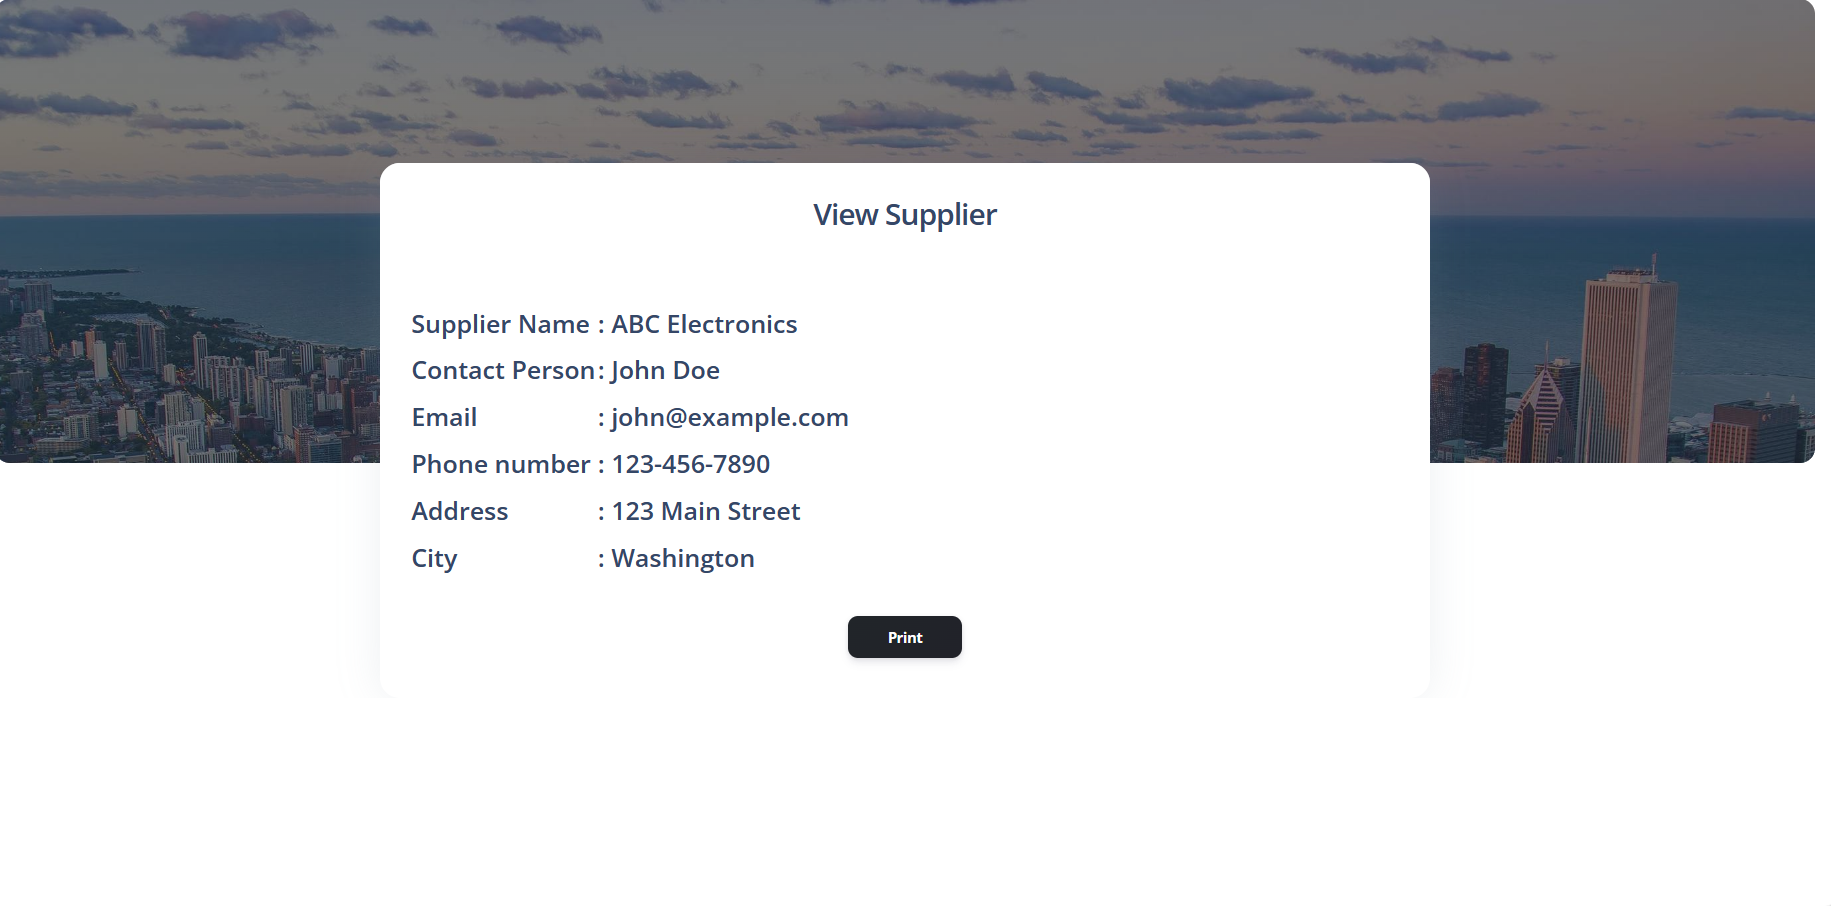 View Supplier
Supplier Name : ABC Electronics
Contact Person : John Doe
Email : john@example.com
Phone number : 123-456-7890
Address : 123 Main Street
City : Washington
Print